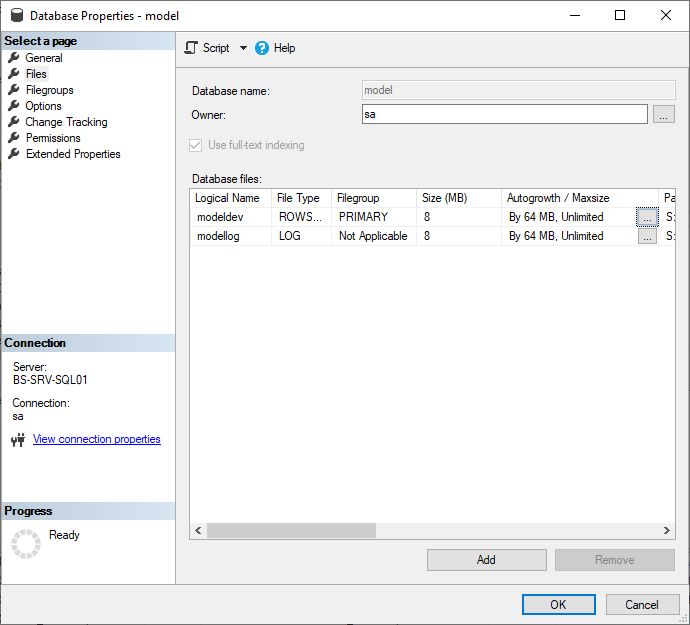 Database Properties - model
Select a page
General
Files
Filegroups
Options
Change Tracking
Permissions
Extended Properties
Connection
Server:
BS-SRV-SQL01
Connection:
sa
View connection properties
Progress
Ready
Script Help
Database name: model
Owner: sa ...
Use full-text indexing
Database files:
Logical Name File Type Filegroup Size (MB) Autogrowth / Maxsize Pa
modeldev ROWS... PRIMARY 8 By 64 MB, Unlimited ... S:
modellog LOG Not Applicable 8 By 64 MB, Unlimited ... S:
Add Remove
OK Cancel